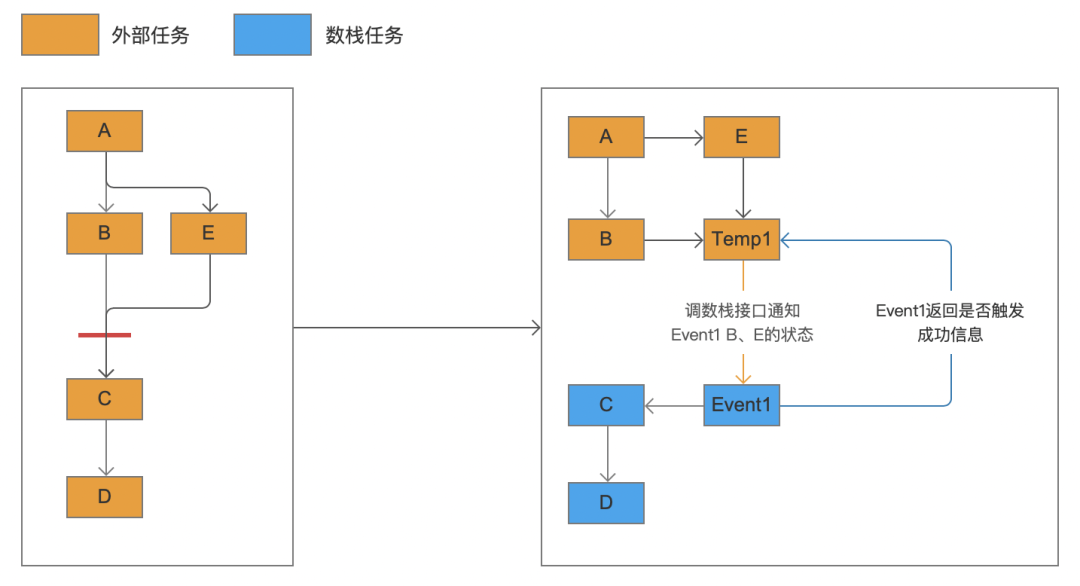 外部任务
数栈任务
A
B
E
C
D
A
E
B
Temp1
调数栈接口通知
Event1 B、E的状态
Event1返回是否触发
成功信息
C
Event1
D